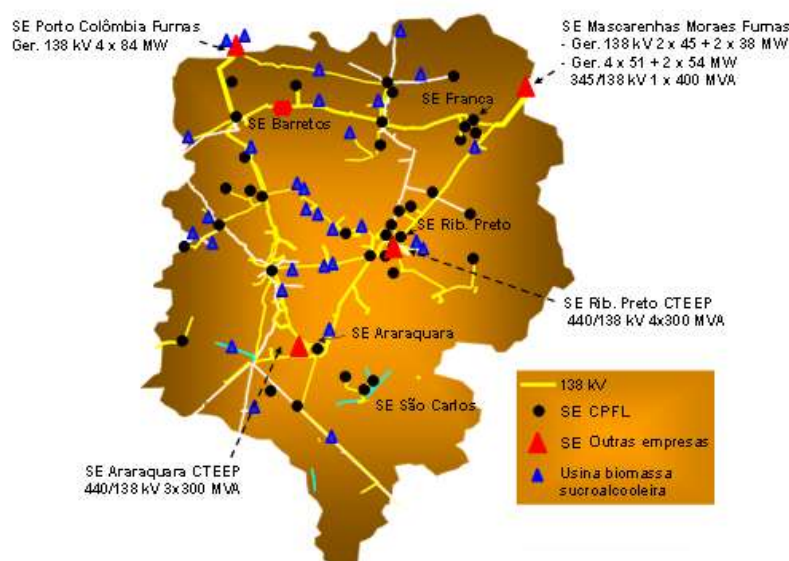 SE Porto Colômbia Furnas
Ger. 138 kV 4 x 84 MW
SE Mascarenhas Moraes Furnas
- Ger. 138 kV 2 x 45 + 2 x 38 MW
- Ger. 4 x 51 + 2 x 54 MW
345/138 kV 1 x 400 MVA
SE Franca
SE Barretos
SE Rib. Preto
SE Rib. Preto CTEEP
440/138 kV 4x300 MVA
SE Araraquara
SE São Carlos
SE Araraquara CTEEP
440/138 kV 3x300 MVA
138 kV
SE CPFL
SE Outras empresas
Usina biomassa
sucroalcooleira